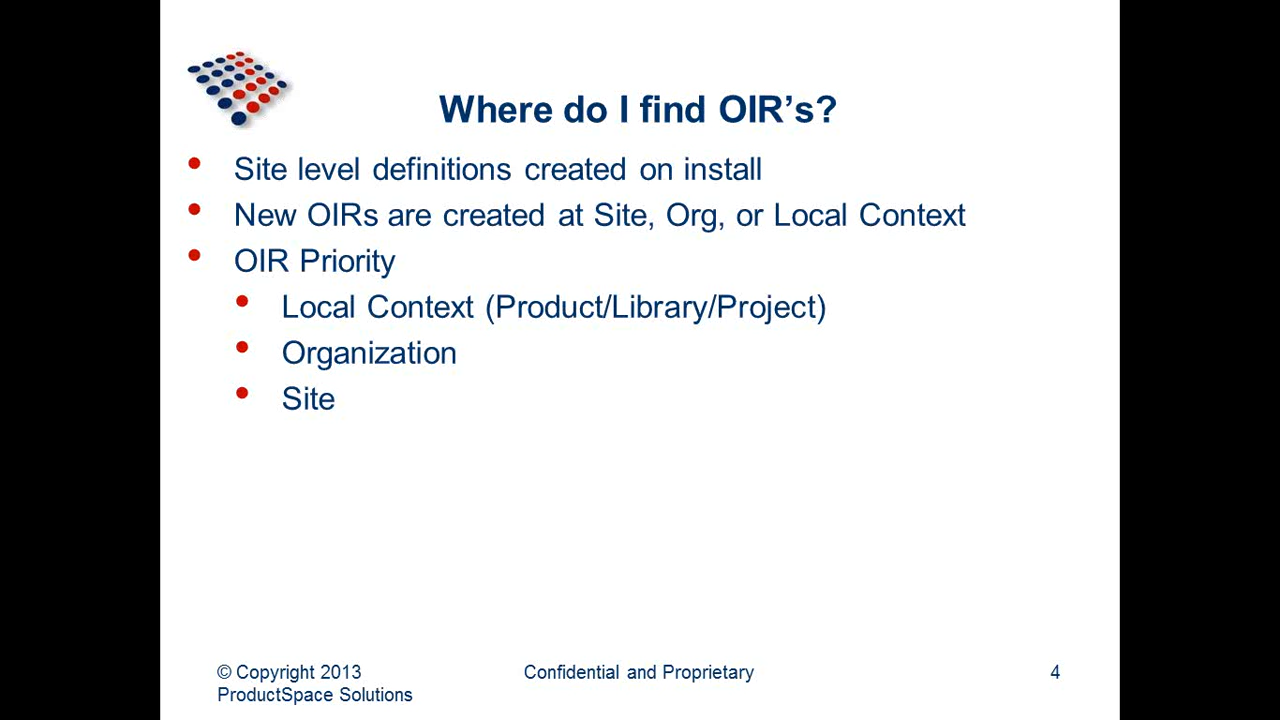 Where do I find OIR’s?
• Site level definitions created on install
• New OIRs are created at Site, Org, or Local Context
• OIR Priority
• Local Context (Product/Library/Project)
• Organization
• Site
© Copyright 2013
ProductSpace Solutions
Confidential and Proprietary
4